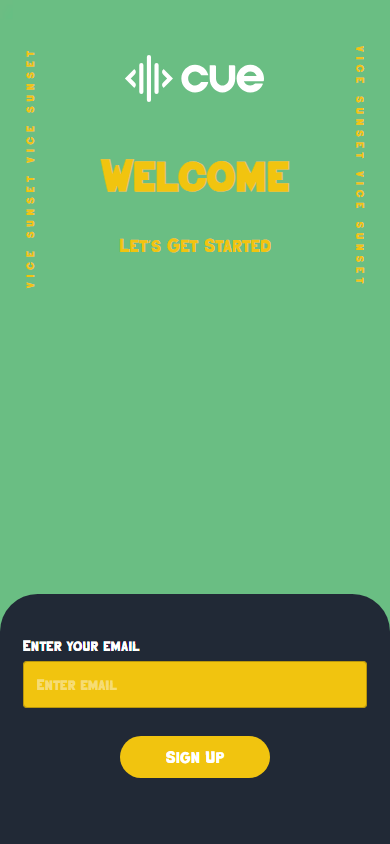 cue
VICE SUNSET VICE SUNSET
VICE SUNSET VICE SUNSET
Welcome
Let's Get Started
Enter your email
Enter email
Sign Up